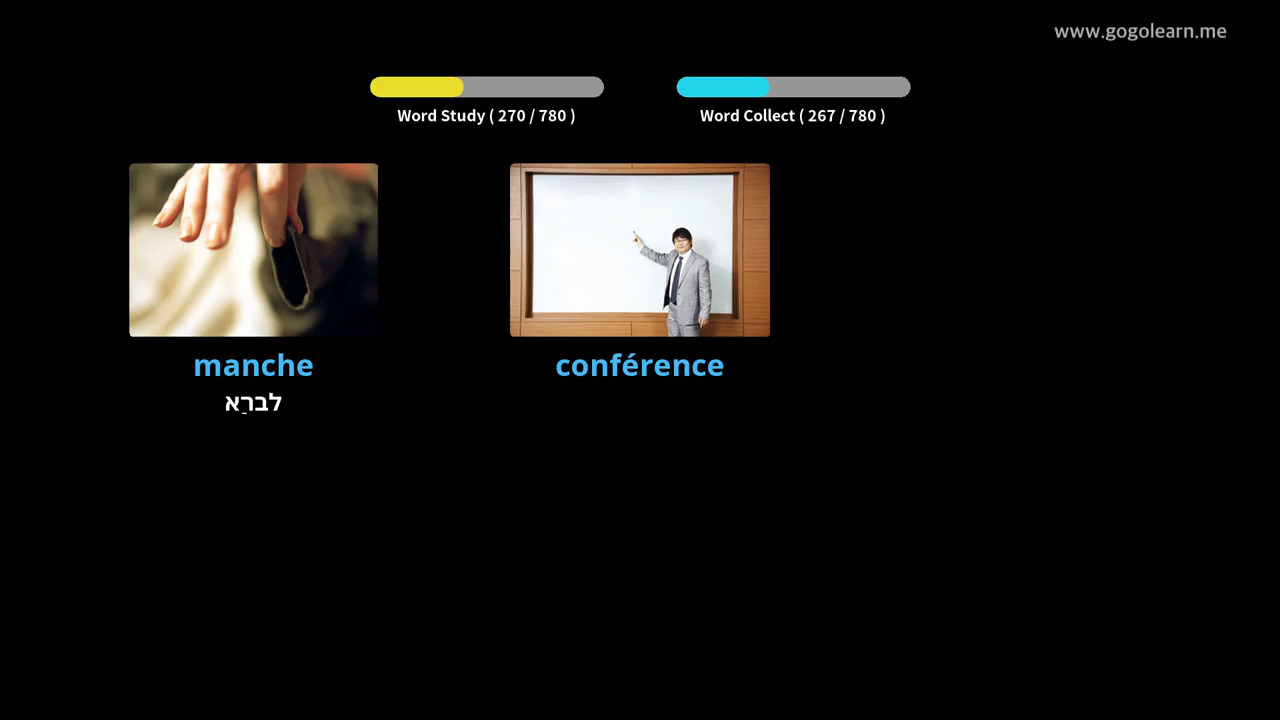 www.gogolearn.me
Word Study ( 270 / 780 )
Word Collect ( 267 / 780 )
manche
conférence
לברַא